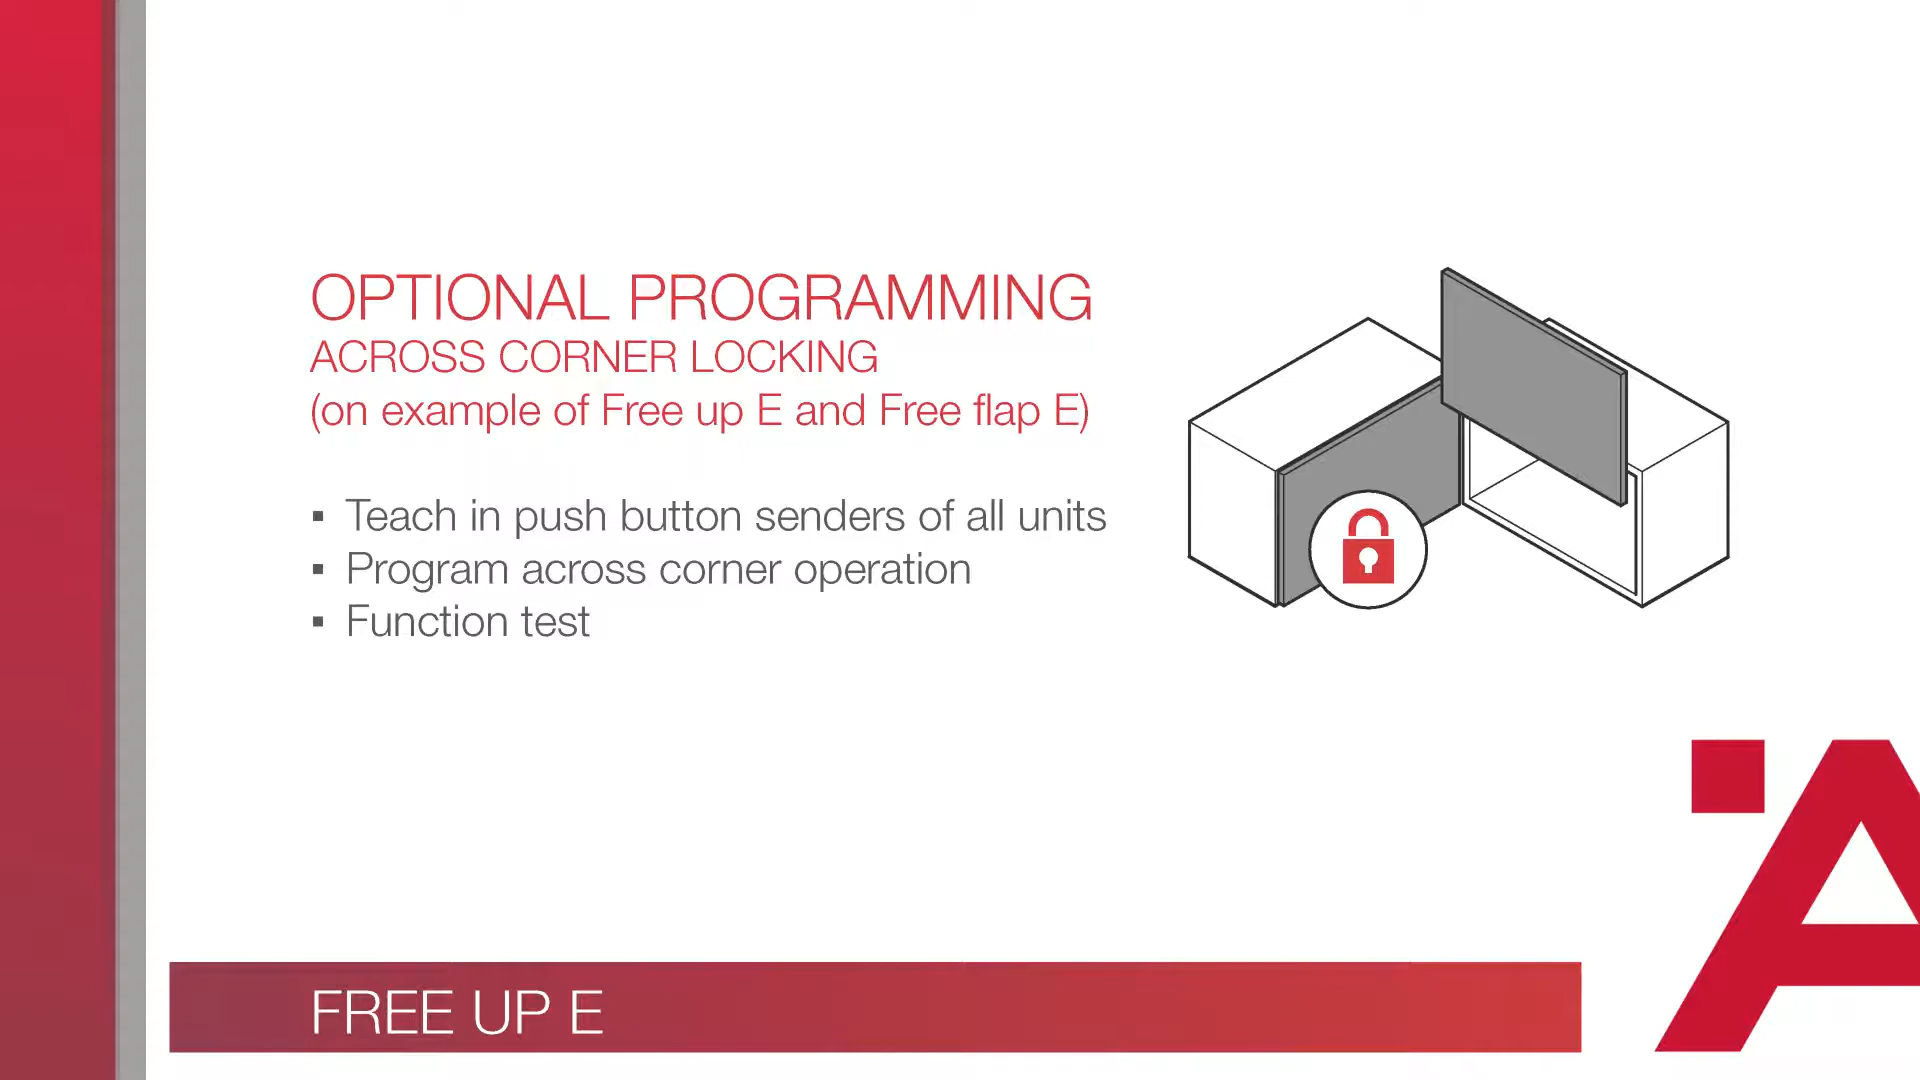 OPTIONAL PROGRAMMING
ACROSS CORNER LOCKING
(on example of Free up E and Free flap E)
▪ Teach in push button senders of all units
▪ Program across corner operation
▪ Function test
FREE UP E